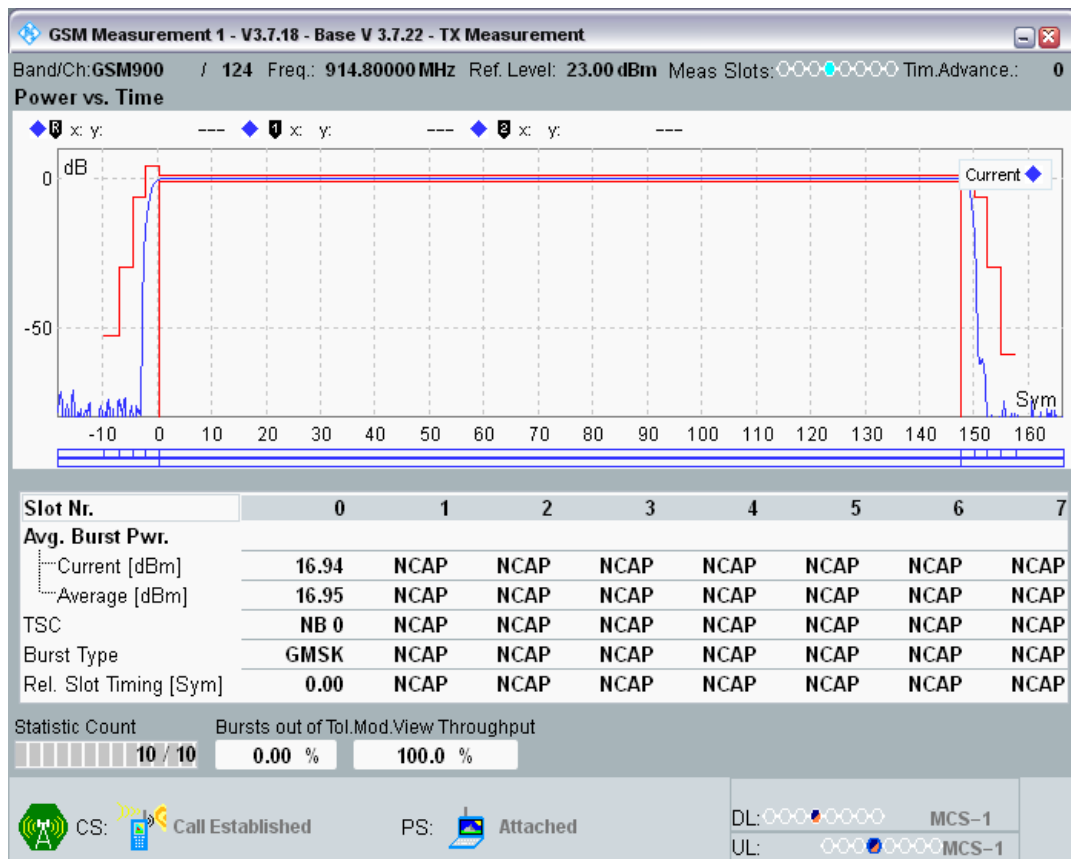 GSM Measurement 1 - V3.7.18 - Base V 3.7.22 - TX Measurement
Band/Ch:GSM900 / 124 Freq.: 914.80000 MHz Ref. Level: 23.00 dBm Meas Slots: Tim.Advance.: 0
Power vs. Time
R x: y: --- 1 x: y: --- 2 x: y: ---
dB
0
Current
-50
Sym
-10 0 10 20 30 40 50 60 70 80 90 100 110 120 130 140 150 160
Slot Nr. 0 1 2 3 4 5 6 7
Avg. Burst Pwr.
Current [dBm] 16.94 NCAP NCAP NCAP NCAP NCAP NCAP NCAP
Average [dBm] 16.95 NCAP NCAP NCAP NCAP NCAP NCAP NCAP
TSC NB 0 NCAP NCAP NCAP NCAP NCAP NCAP NCAP
Burst Type GMSK NCAP NCAP NCAP NCAP NCAP NCAP NCAP
Rel. Slot Timing [Sym] 0.00 NCAP NCAP NCAP NCAP NCAP NCAP NCAP
Statistic Count Bursts out of Tol.Mod.View Throughput
10 / 10 0.00 % 100.0 %
CS: Call Established PS: Attached
DL: MCS-1
UL: MCS-1